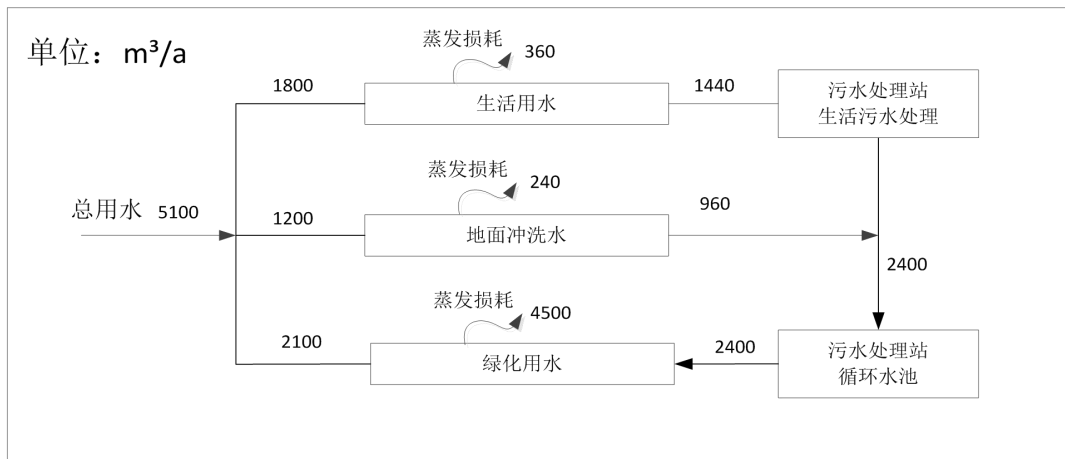 单位：m³/a
蒸发损耗
360
1800
生活用水
1440
污水处理站
生活污水处理
蒸发损耗
240
总用水
5100
1200
地面冲洗水
960
2400
蒸发损耗
4500
2100
绿化用水
2400
污水处理站
循环水池